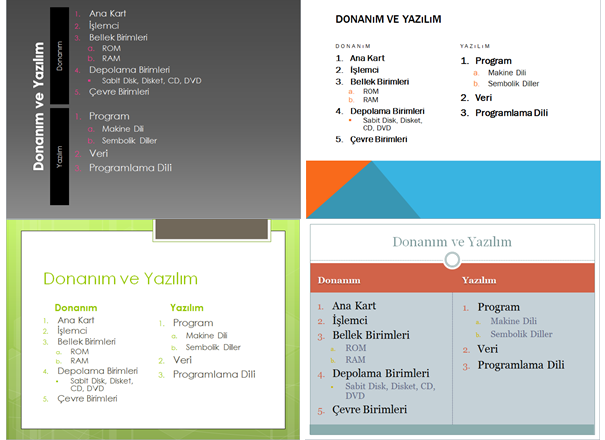 Donanım ve Yazılım
Donanım
1. Ana Kart
2. İşlemci
3. Bellek Birimleri
a. ROM
b. RAM
4. Depolama Birimleri
• Sabit Disk, Disket, CD, DVD
5. Çevre Birimleri
Yazılım
1. Program
a. Makine Dili
b. Sembolik Diller
2. Veri
3. Programlama Dili
DONANıM VE YAZıLıM
DONANıM
1. Ana Kart
2. İşlemci
3. Bellek Birimleri
a. ROM
b. RAM
4. Depolama Birimleri
• Sabit Disk, Disket,
CD, DVD
5. Çevre Birimleri
YAZıLıM
1. Program
a. Makine Dili
b. Sembolik Diller
2. Veri
3. Programlama Dili
Donanım ve Yazılım
Donanım
1. Ana Kart
2. İşlemci
3. Bellek Birimleri
a. ROM
b. RAM
4. Depolama Birimleri
• Sabit Disk, Disket,
CD, DVD
5. Çevre Birimleri
Yazılım
1. Program
a. Makine Dili
b. Sembolik Diller
2. Veri
3. Programlama Dili
Donanım ve Yazılım
Donanım
1. Ana Kart
2. İşlemci
3. Bellek Birimleri
a. ROM
b. RAM
4. Depolama Birimleri
• Sabit Disk, Disket, CD,
DVD
5. Çevre Birimleri
Yazılım
1. Program
a. Makine Dili
b. Sembolik Diller
2. Veri
3. Programlama Dili